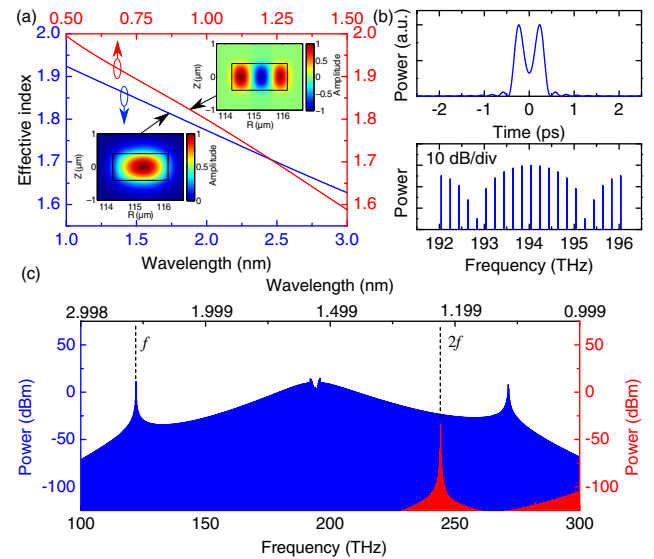 (a)
0.50 0.75 1.00 1.25 1.50
2.0 2.0
1.9 1.9
1.8 1.8
1.7 1.7
1.6 1.6
Effective index
1.0 1.5 2.0 2.5 3.0
Wavelength (nm)
1
0
−1
Z (µm)
114 115 116
R (µm)
1
0
−1
Amplitude
1
0
−1
Z (µm)
114 115 116
R (µm)
1
0.5
0
Amplitude
(b)
Power (a.u.)
-2 -1 0 1 2
Time (ps)
10 dB/div
Power
192 193 194 195 196
Frequency (THz)
(c)
Wavelength (nm)
2.998 1.999 1.499 1.199 0.999
f 2f
50 50
0 0
-50 -50
-100 -100
Power (dBm)
Power (dBm)
100 150 200 250 300
Frequency (THz)